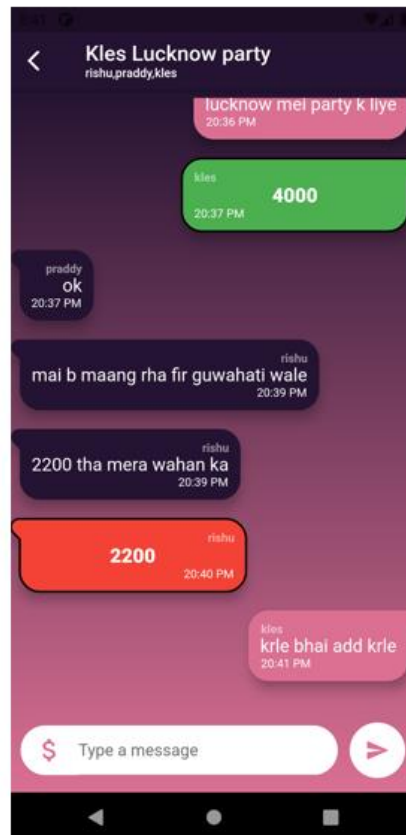 Kles Lucknow party
rishu,praddy,kles
lucknow mei party k liye
20:36 PM
kles
4000
20:37 PM
praddy
ok
20:37 PM
rishu
mai b maang rha fir guwahati wale
20:39 PM
rishu
2200 tha mera wahan ka
20:39 PM
rishu
2200
20:40 PM
kles
krle bhai add krle
20:41 PM
$ Type a message